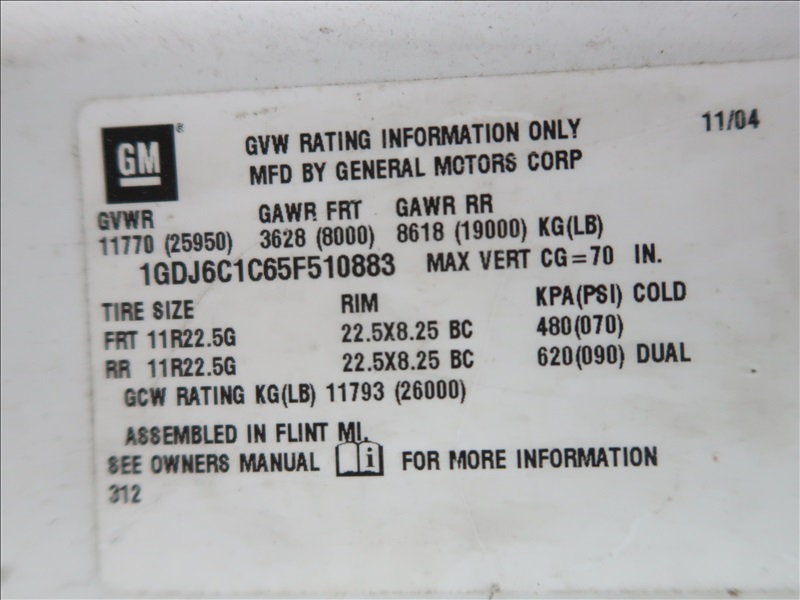 GM® GVW RATING INFORMATION ONLY 11/04
MFD BY GENERAL MOTORS CORP
GVWR GAWR FRT GAWR RR
11770 (25950) 3628 (8000) 8618 (19000) KG(LB)
1GDJ6C1C65F510883 MAX VERT CG=70 IN.
TIRE SIZE RIM KPA(PSI) COLD
FRT 11R22.5G 22.5X8.25 BC 480(070)
RR 11R22.5G 22.5X8.25 BC 620(090) DUAL
GCW RATING KG(LB) 11793 (26000)
ASSEMBLED IN FLINT MI.
SEE OWNERS MANUAL i FOR MORE INFORMATION
312